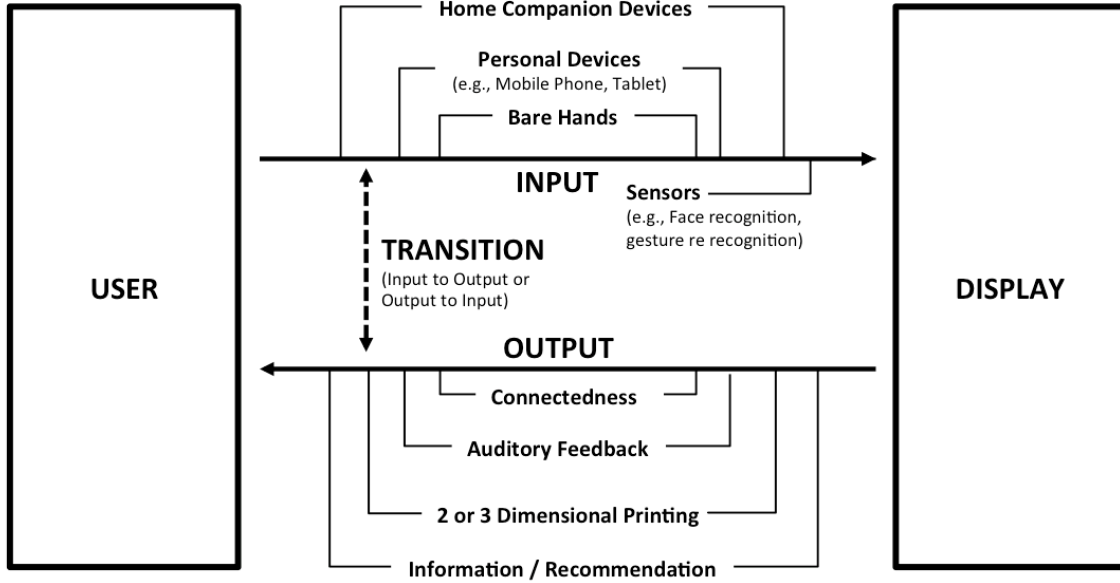 Home Companion Devices
Personal Devices
(e.g., Mobile Phone, Tablet)
Bare Hands
INPUT
Sensors
(e.g., Face recognition,
gesture re recognition)
TRANSITION
(Input to Output or
Output to Input)
USER
DISPLAY
OUTPUT
Connectedness
Auditory Feedback
2 or 3 Dimensional Printing
Information / Recommendation